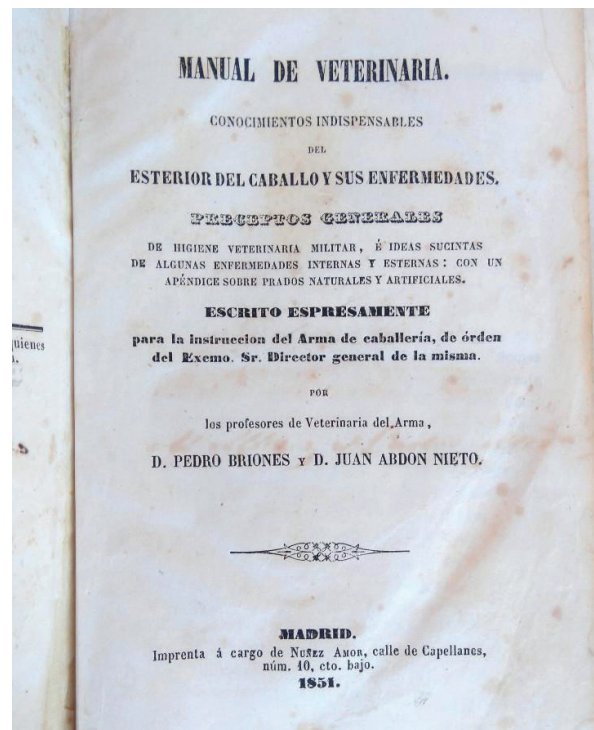 MANUAL DE VETERINARIA.
CONOCIMIENTOS INDISPENSABLES
DEL
ESTERIOR DEL CABALLO Y SUS ENFERMEDADES.
PRECEPTOS GENERALES
DE HIGIENE VETERINARIA MILITAR, É IDEAS SUCINTAS
DE ALGUNAS ENFERMEDADES INTERNAS Y ESTERNAS: CON UN
APÉNDICE SOBRE PRADOS NATURALES Y ARTIFICIALES.
ESCRITO ESPRESAMENTE
para la instruccion del Arma de caballería, de órden
del Exemo. Sr. Director general de la misma.
POR
los profesores de Veterinaria del Arma,
D. PEDRO BRIONES Y D. JUAN ABDON NIETO.
MADRID.
Imprenta á cargo de NUÑEZ AMOR, calle de Capellanes,
núm. 10, cto. bajo.
1851.